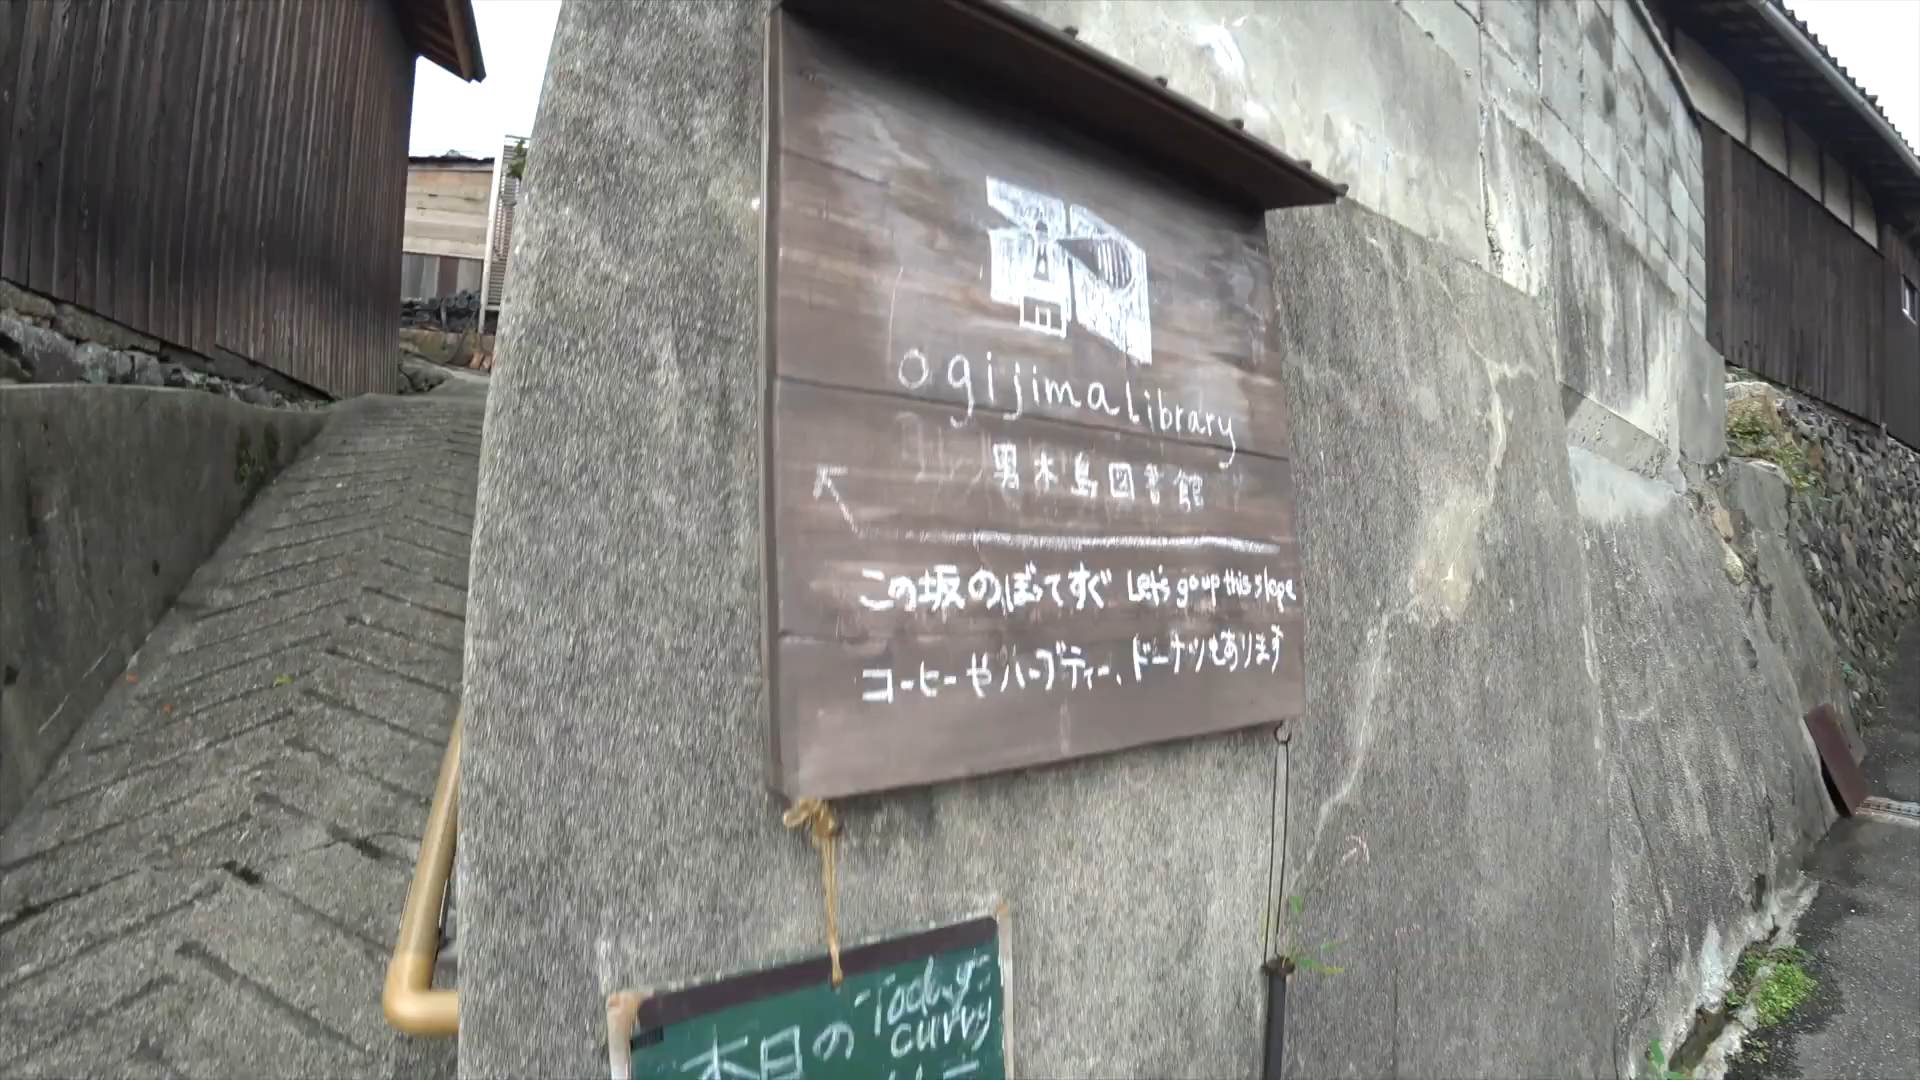 ogijima library
男木島図書館
この坂のぼってすぐ Let's go up this slope
コーヒーやハーブティー、ドーナツもあります
-Today-
curry
本日の